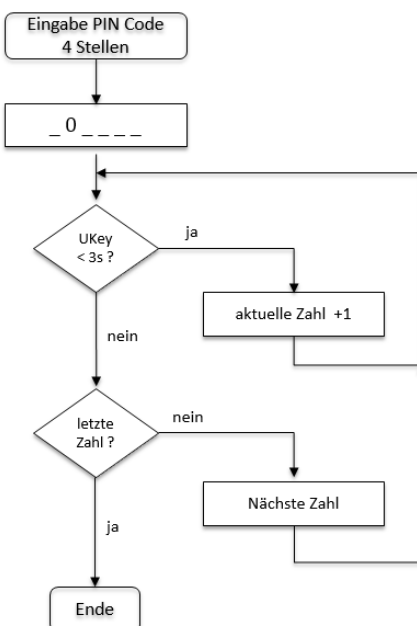 Eingabe PIN Code
4 Stellen
_ 0 _ _ _ _
UKey
< 3s ?
ja
aktuelle Zahl +1
nein
letzte
Zahl ?
nein
Nächste Zahl
ja
Ende